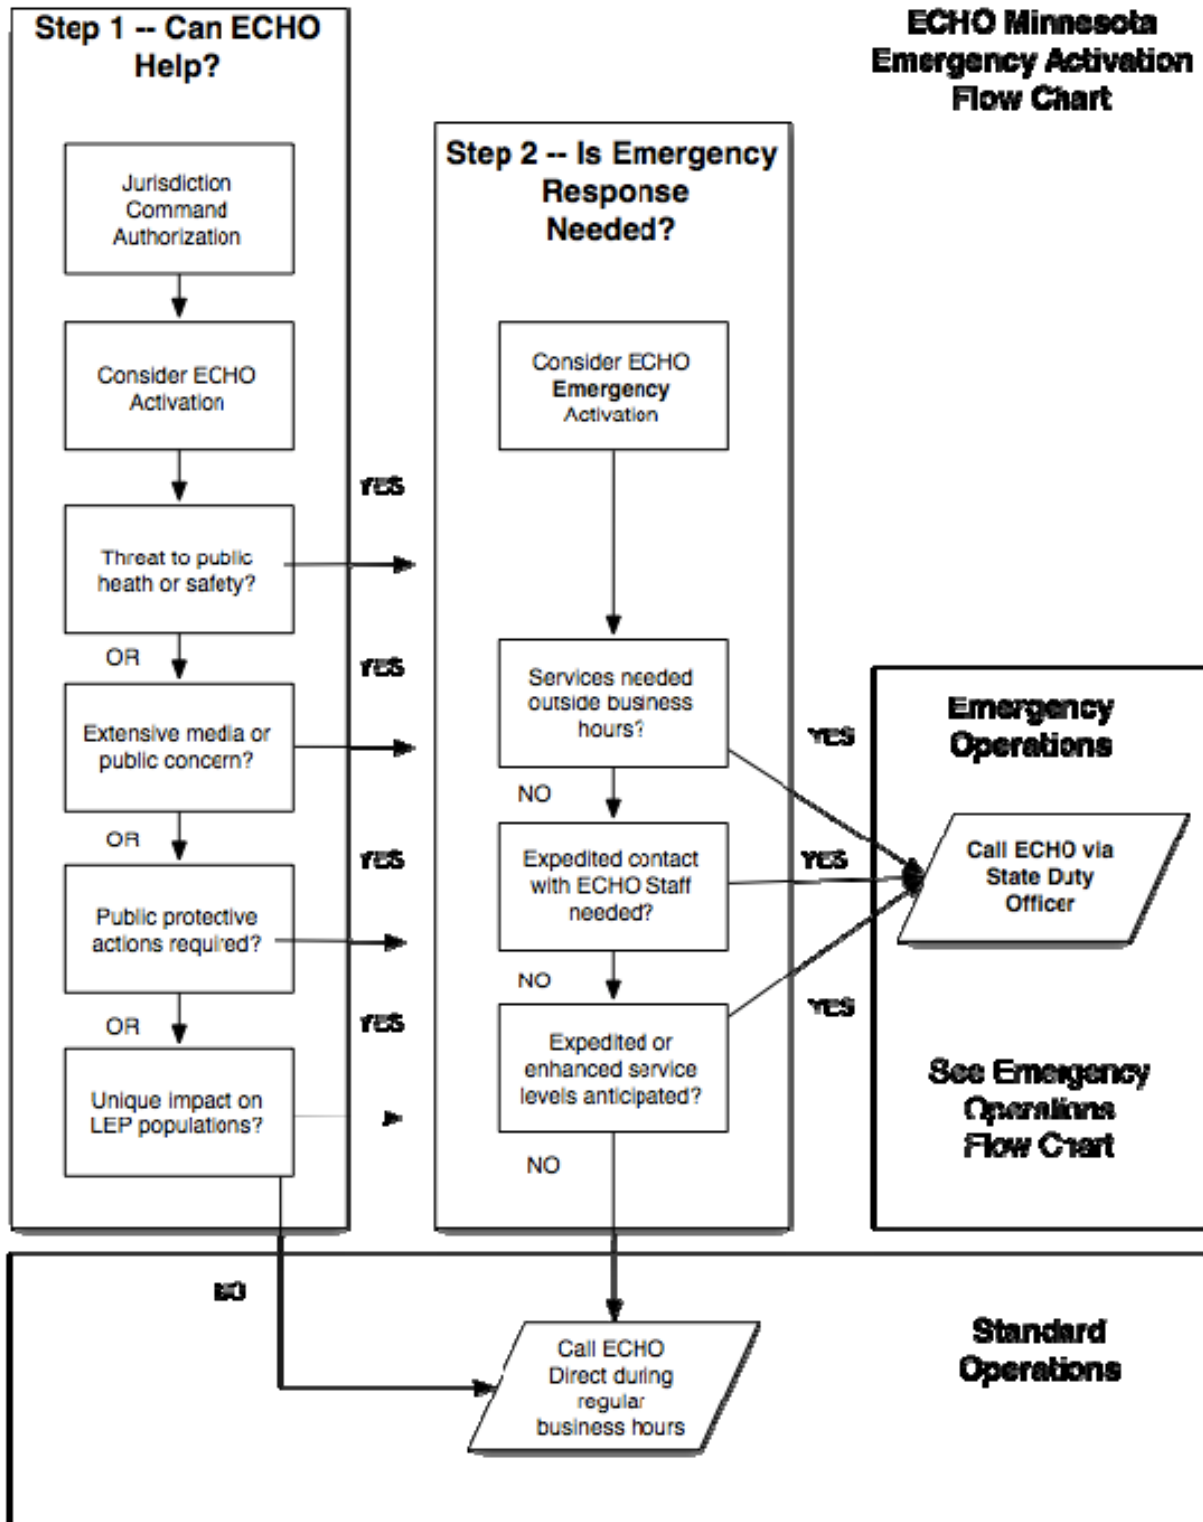 Step 1 -- Can ECHO
Help?
ECHO Minnesota
Emergency Activation
Flow Chart
Jurisdiction
Command
Authorization
Consider ECHO
Activation
YES
Threat to public
heath or safety?
OR
YES
Extensive media or
public concern?
OR
YES
Public protective
actions required?
OR
YES
Unique impact on
LEP populations?
NO
Step 2 -- Is Emergency
Response
Needed?
Consider ECHO
Emergency
Activation
Services needed
outside business
hours?
YES
NO
Expedited contact
with ECHO Staff
needed?
YES
NO
Expedited or
enhanced service
levels anticipated?
YES
NO
Emergency
Operations
Call ECHO via
State Duty
Officer
See Emergency
Operations
Flow Chart
Call ECHO
Direct during
regular
business hours
Standard
Operations